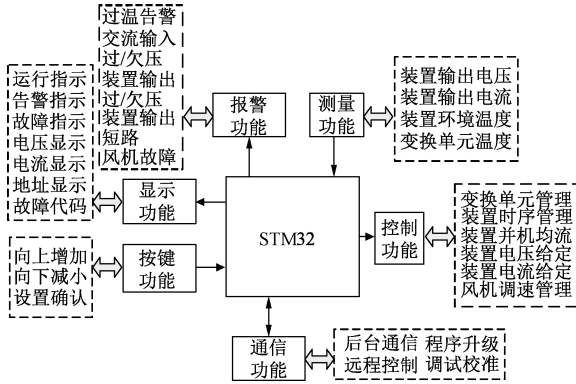 过温告警
交流输入
过/欠压
装置输出
过/欠压
装置输出
短路
风机故障
报警
功能
测量
功能
装置输出电压
装置输出电流
装置环境温度
变换单元温度
运行指示
告警指示
故障指示
电压显示
电流显示
地址显示
故障代码
显示
功能
STM32
控制
功能
变换单元管理
装置时序管理
装置并机均流
装置电压给定
装置电流给定
风机调速管理
向上增加
向下减小
设置确认
按键
功能
通信
功能
后台通信 程序升级
远程控制 调试校准